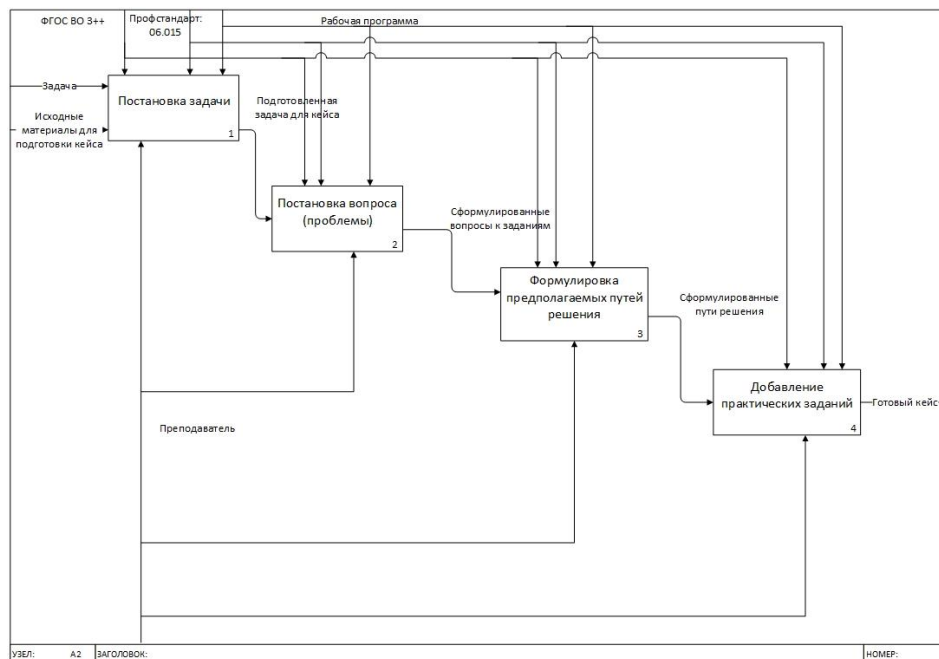 ФГОС ВО 3++
Профстандарт:
06.015
Рабочая программа
Задача
Исходные
материалы для
подготовки кейса
Постановка задачи
1
Подготовленная
задача для кейса
Постановка вопроса
(проблемы)
2
Сформулированные
вопросы к заданиям
Формулировка
предполагаемых путей
решения
3
Сформулированные
пути решения
Добавление
практических заданий
4
Готовый кейс
Преподаватель
УЗЕЛ: А2 ЗАГОЛОВОК: НОМЕР: